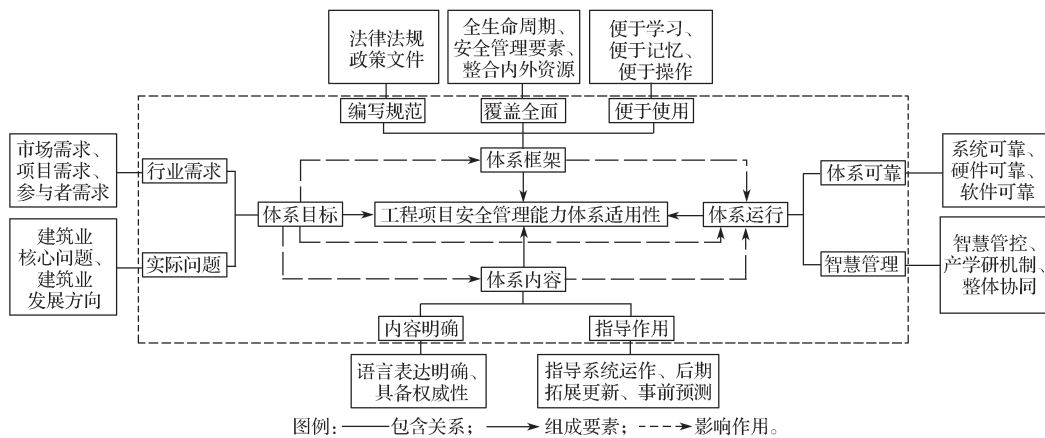 法律法规
政策文件
全生命周期、
安全管理要素、
整合内外资源
便于学习、
便于记忆、
便于操作
编写规范
覆盖全面
便于使用
市场需求、
项目需求、
参与者需求
行业需求
体系框架
体系可靠
系统可靠、
硬件可靠、
软件可靠
体系目标
工程项目安全管理能力体系适用性
体系运行
建筑业
核心问题、
建筑业
发展方向
实际问题
体系内容
智慧管理
智慧管控、
产学研机制、
整体协同
内容明确
指导作用
语言表达明确、
具备权威性
指导系统运作、后期
拓展更新、事前预测
图例：包含关系； 组成要素； 影响作用。